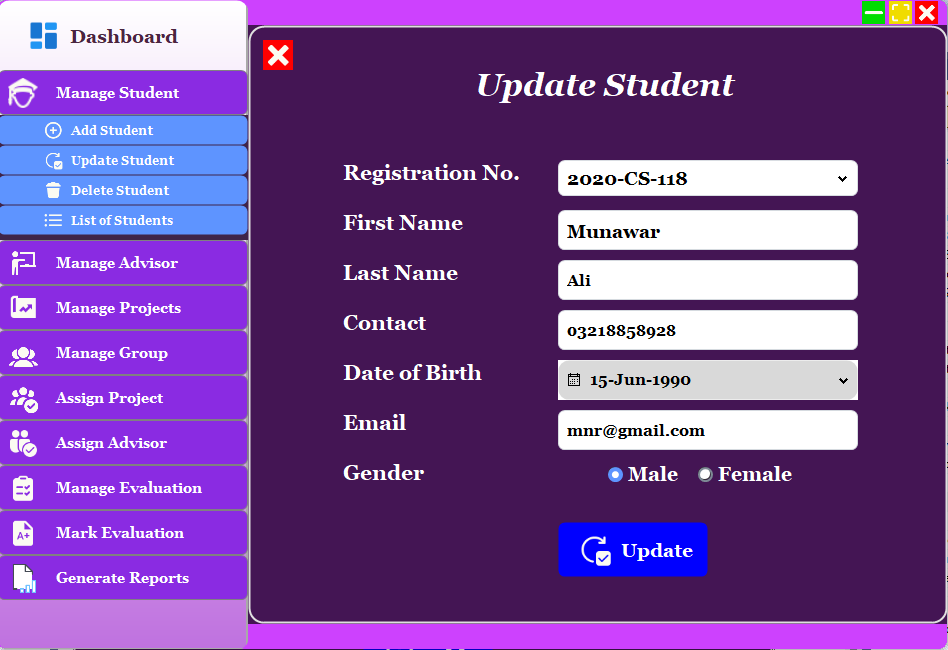 Dashboard
Manage Student
Add Student
Update Student
Delete Student
List of Students
Manage Advisor
Manage Projects
Manage Group
Assign Project
Assign Advisor
Manage Evaluation
A+ Mark Evaluation
Generate Reports
Update Student
Registration No. 2020-CS-118
First Name Munawar
Last Name Ali
Contact 03218858928
Date of Birth 15-Jun-1990
Email mnr@gmail.com
Gender Male Female
Update